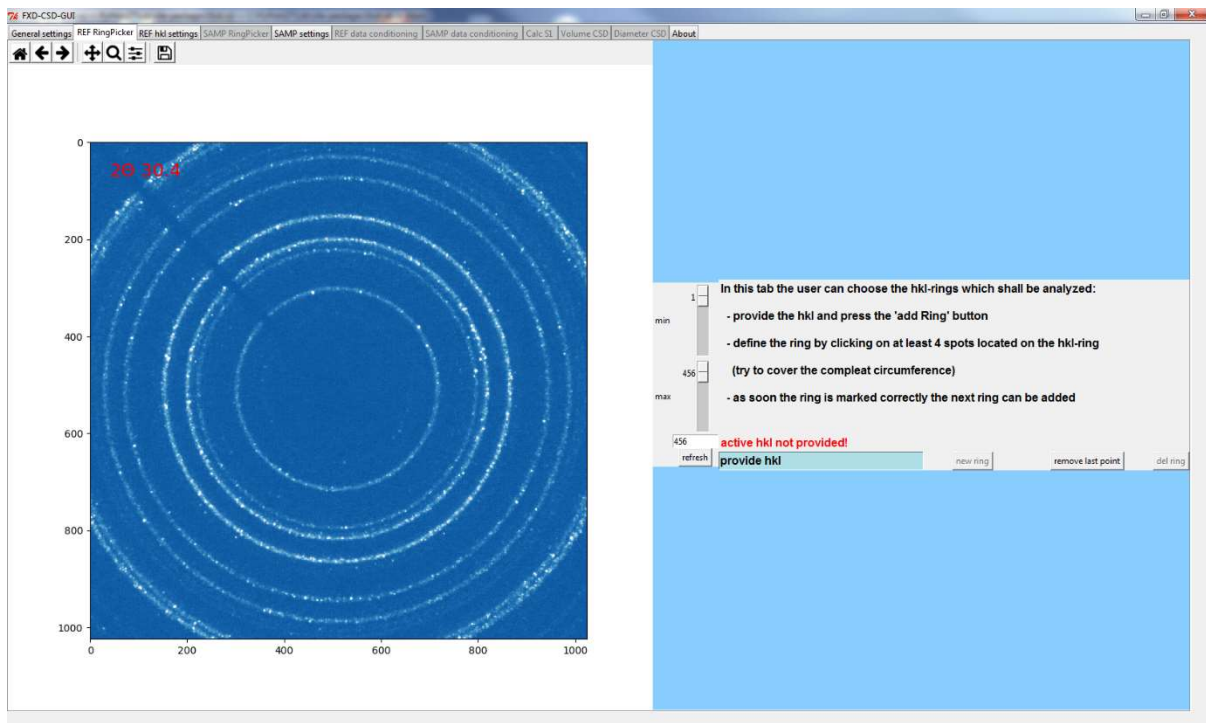 FXD-CSD-GUI
General settings REF RingPicker REF hkl settings SAMP RingPicker SAMP settings REF data conditioning SAMP data conditioning Calc S1 Volume CSD Diameter CSD About
2Θ 30.4
0
200
400
600
800
1000
0 200 400 600 800 1000
1
min
456
max
456
refresh
In this tab the user can choose the hkl-rings which shall be analyzed:
- provide the hkl and press the 'add Ring' button
- define the ring by clicking on at least 4 spots located on the hkl-ring
(try to cover the compleat circumference)
- as soon the ring is marked correctly the next ring can be added
active hkl not provided!
provide hkl new ring remove last point del ring